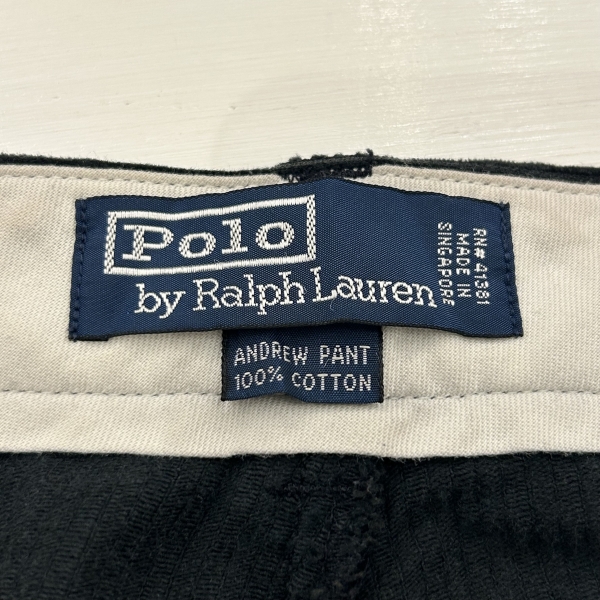 Polo
by Ralph Lauren
RN# 41381
MADE IN
SINGAPORE
ANDREW PANT
100% COTTON